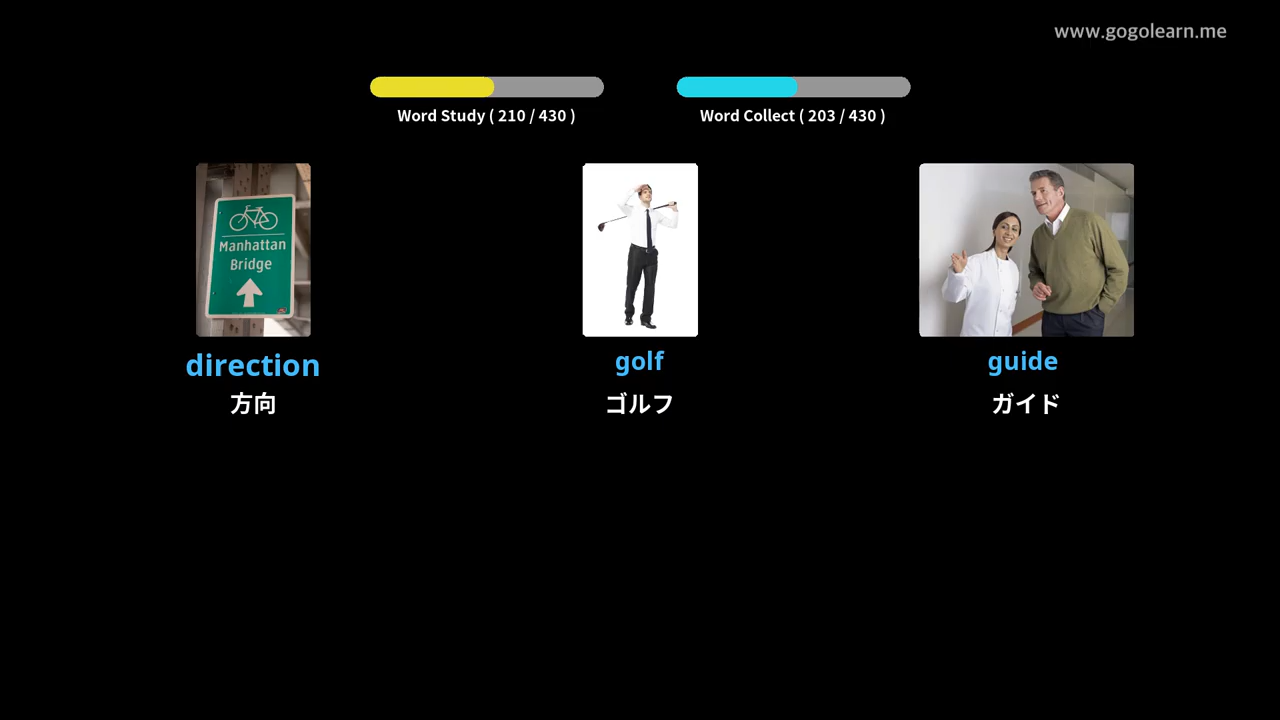 www.gogolearn.me
Word Study ( 210 / 430 )
Word Collect ( 203 / 430 )
Manhattan
Bridge
direction
方向
golf
ゴルフ
guide
ガイド